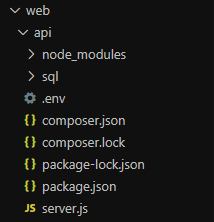 web
api
node_modules
sql
.env
composer.json
composer.lock
package-lock.json
package.json
server.js